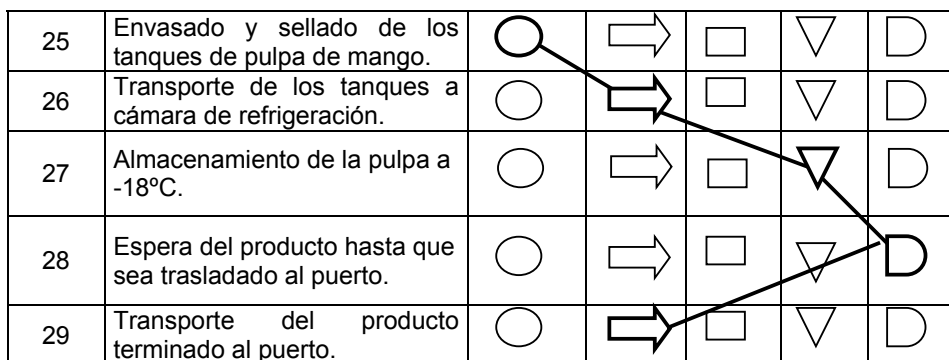 25
Envasado y sellado de los
tanques de pulpa de mango.
26
Transporte de los tanques a
cámara de refrigeración.
27
Almacenamiento de la pulpa a
-18ºC.
28
Espera del producto hasta que
sea trasladado al puerto.
29
Transporte del producto
terminado al puerto.